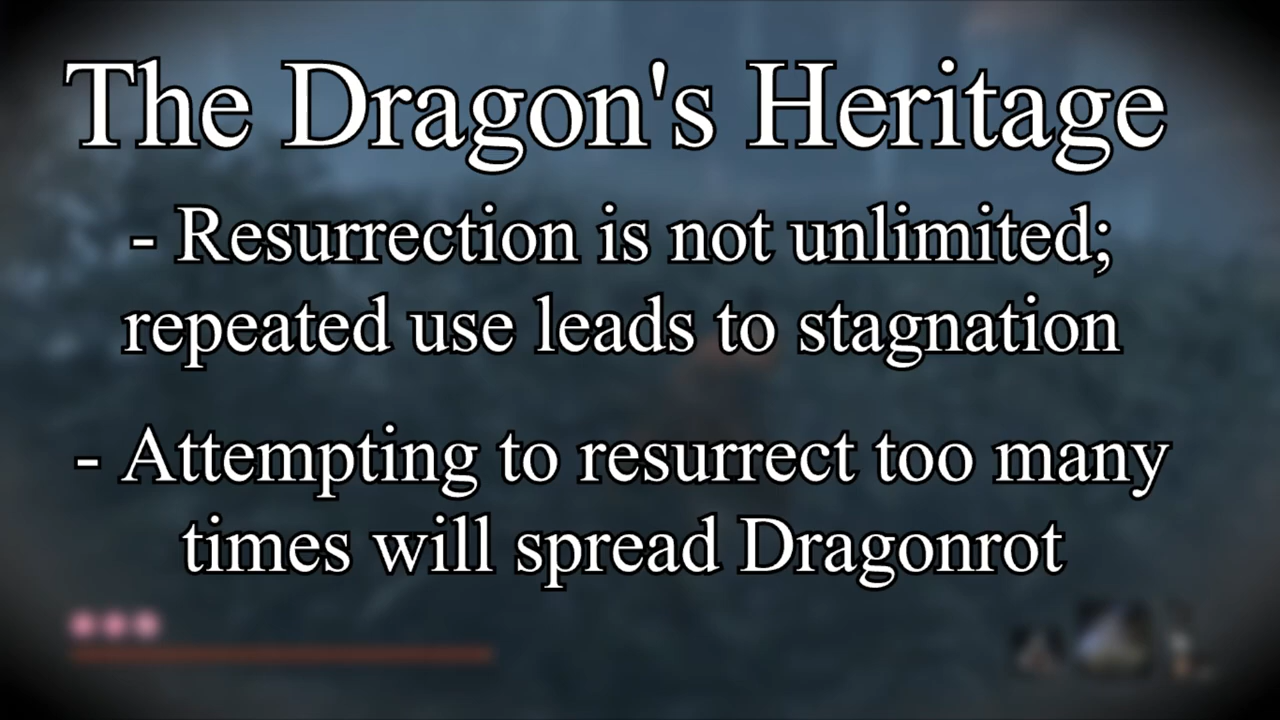 The Dragon's Heritage
- Resurrection is not unlimited;
repeated use leads to stagnation
- Attempting to resurrect too many
times will spread Dragonrot